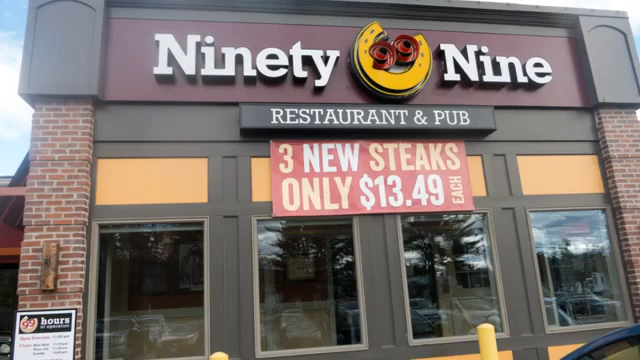 Ninety 99 Nine
RESTAURANT & PUB
3 NEW STEAKS
ONLY $13.49 EACH
99 hours
of operation